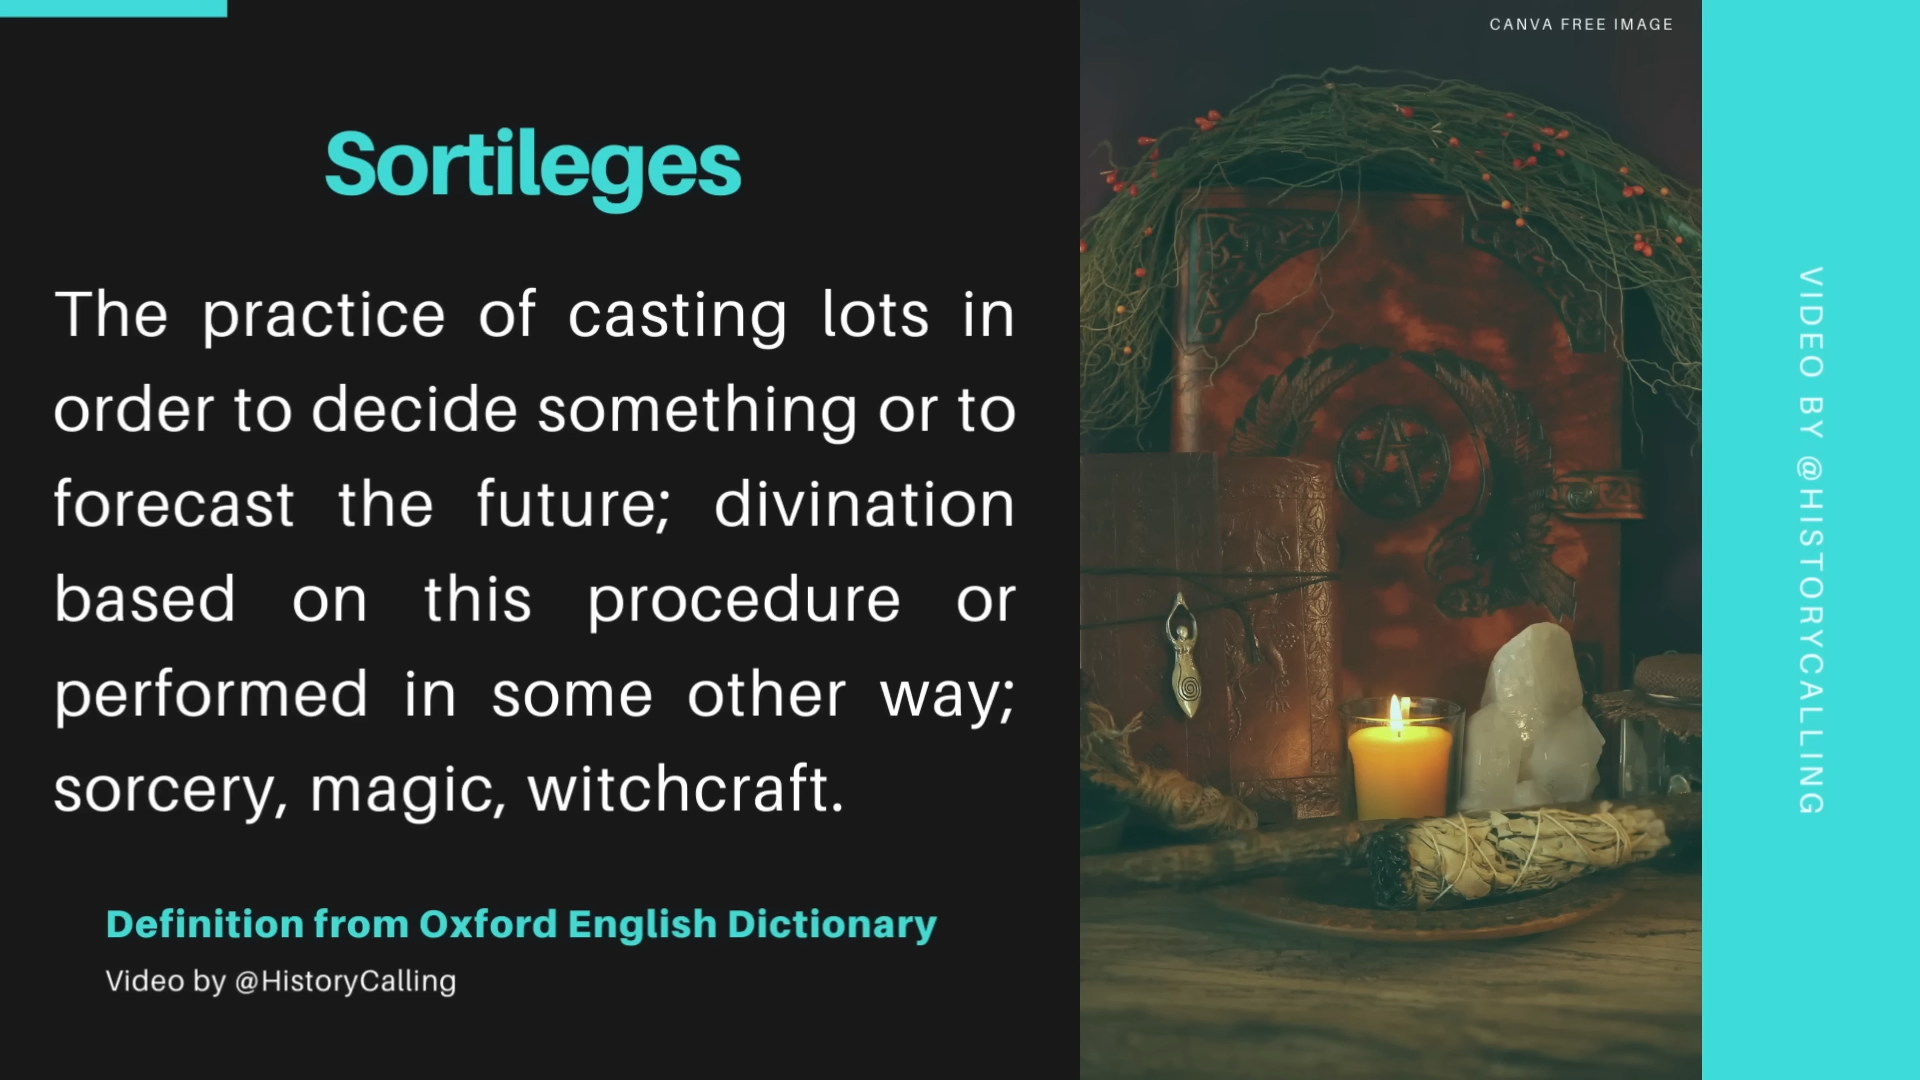 CANVA FREE IMAGE
Sortileges
The practice of casting lots in
order to decide something or to
forecast the future; divination
based on this procedure or
performed in some other way;
sorcery, magic, witchcraft.
Definition from Oxford English Dictionary
Video by @HistoryCalling
VIDEO BY @HISTORYCALLING